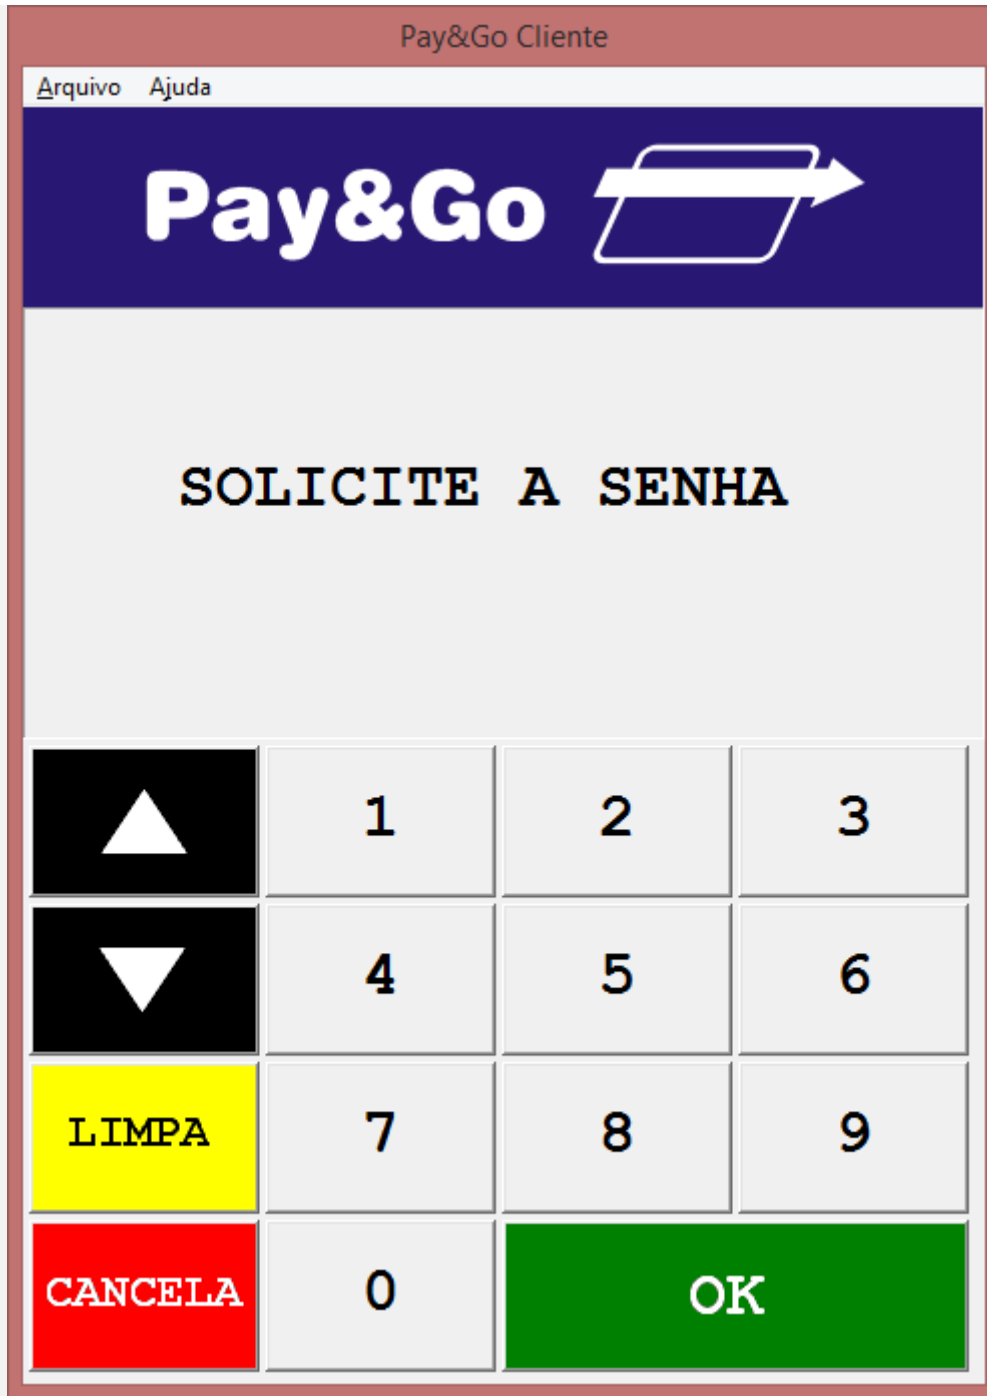 Pay&Go Cliente
Arquivo Ajuda
Pay&Go
SOLICITE A SENHA
1 2 3
4 5 6
LIMPA 7 8 9
CANCELA 0 OK